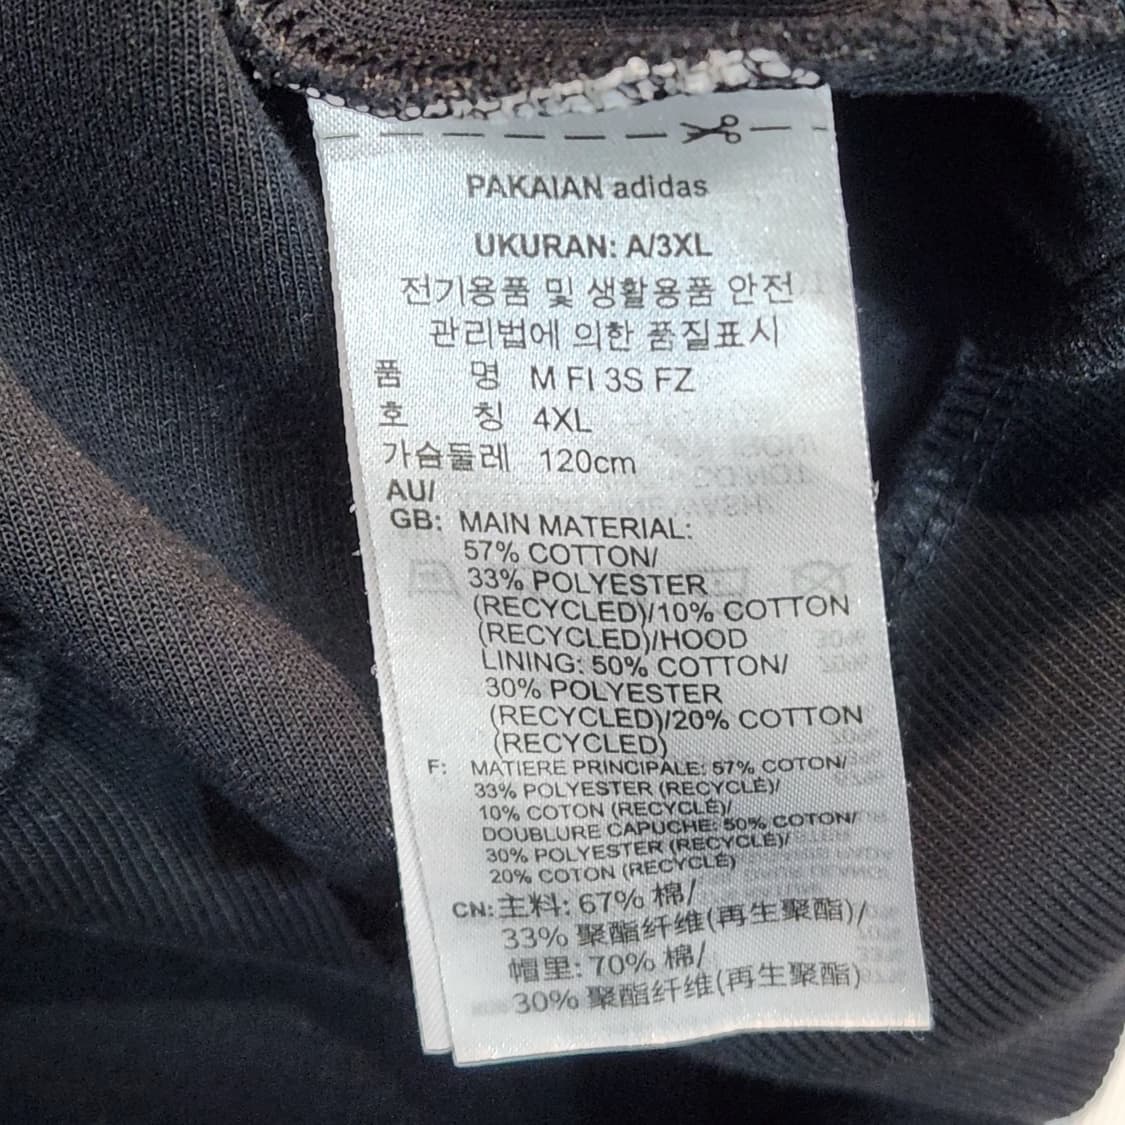 PAKAIAN adidas
UKURAN: A/3XL
전기용품 및 생활용품 안전
관리법에 의한 품질표시
품 명 M FI 3S FZ
호 칭 4XL
가슴둘레 120cm
AU/
GB: MAIN MATERIAL:
57% COTTON/
33% POLYESTER
(RECYCLED)/10% COTTON
(RECYCLED)/HOOD
LINING: 50% COTTON/
30% POLYESTER
(RECYCLED)/20% COTTON
(RECYCLED)
F: MATIERE PRINCIPALE: 57% COTON/
33% POLYESTER (RECYCLÉ)/
10% COTON (RECYCLÉ)/
DOUBLURE CAPUCHE: 50% COTON/
30% POLYESTER (RECYCLÉ)/
20% COTON (RECYCLÉ)
CN: 主料: 67% 棉/
33% 聚酯纤维(再生聚酯)/
帽里: 70% 棉/
30% 聚酯纤维(再生聚酯)